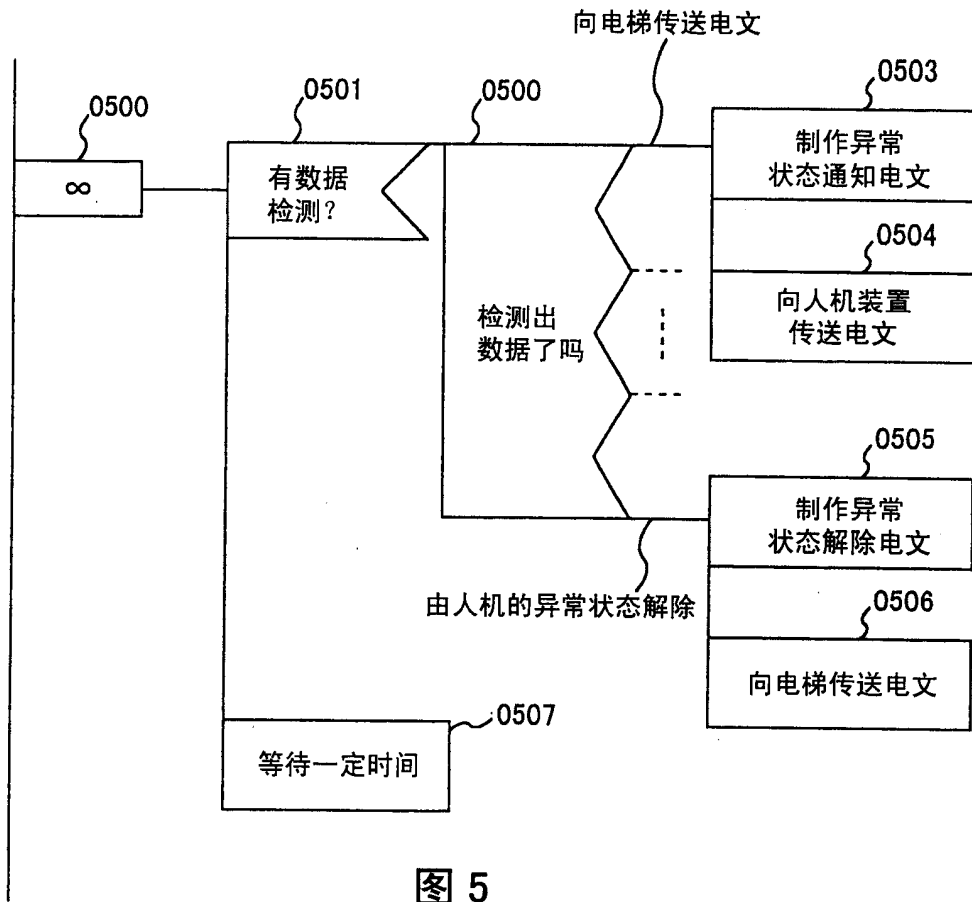 向电梯传送电文
0500
0501
0500
0503
∞
有数据
检测？
制作异常
状态通知电文
0504
检测出
数据了吗
向人机装置
传送电文
0505
制作异常
状态解除电文
由人机的异常状态解除
0506
向电梯传送电文
0507
等待一定时间
图 5